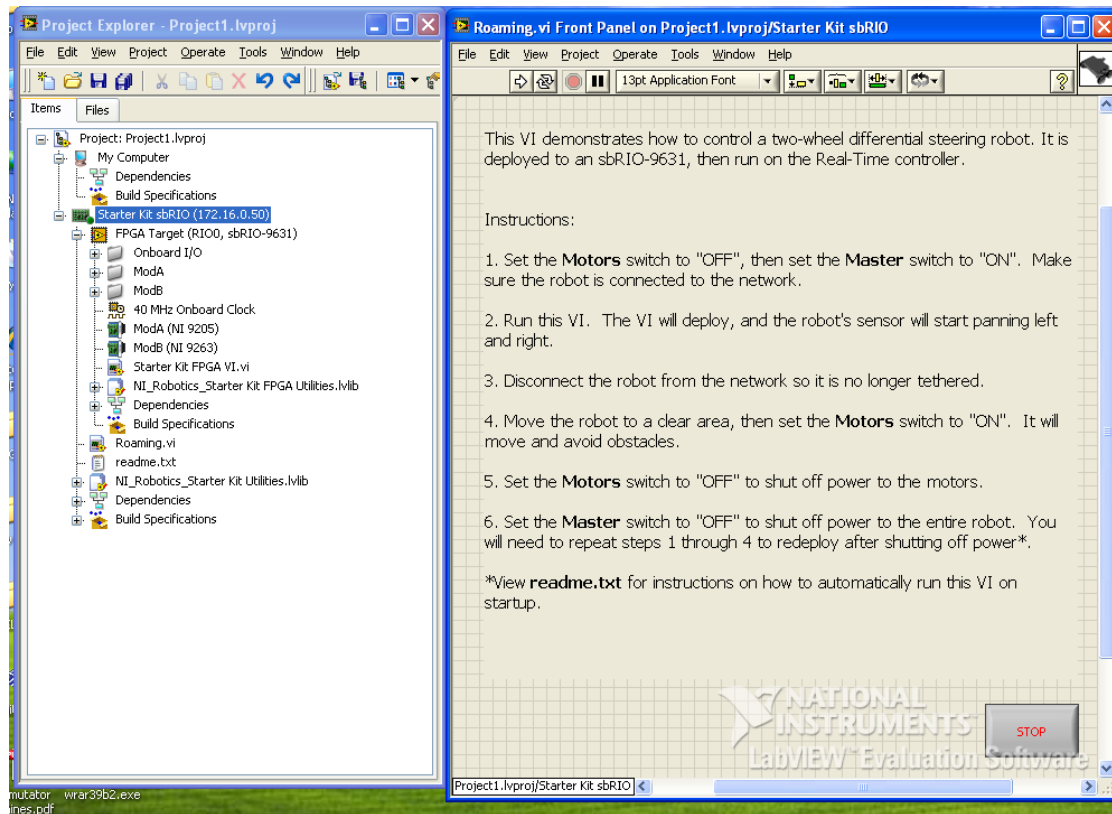 Project Explorer - Project1.lvproj
File Edit View Project Operate Tools Window Help
Items Files
Project: Project1.lvproj
My Computer
Dependencies
Build Specifications
Starter Kit sbRIO (172.16.0.50)
FPGA Target (RIO0, sbRIO-9631)
Onboard I/O
ModA
ModB
40 MHz Onboard Clock
ModA (NI 9205)
ModB (NI 9263)
Starter Kit FPGA VI.vi
NI_Robotics_Starter Kit FPGA Utilities.lvlib
Dependencies
Build Specifications
Roaming.vi
readme.txt
NI_Robotics_Starter Kit Utilities.lvlib
Dependencies
Build Specifications
Roaming.vi Front Panel on Project1.lvproj/Starter Kit sbRIO
File Edit View Project Operate Tools Window Help
13pt Application Font
This VI demonstrates how to control a two-wheel differential steering robot. It is
deployed to an sbRIO-9631, then run on the Real-Time controller.
Instructions:
1. Set the Motors switch to "OFF", then set the Master switch to "ON". Make
sure the robot is connected to the network.
2. Run this VI. The VI will deploy, and the robot's sensor will start panning left
and right.
3. Disconnect the robot from the network so it is no longer tethered.
4. Move the robot to a clear area, then set the Motors switch to "ON". It will
move and avoid obstacles.
5. Set the Motors switch to "OFF" to shut off power to the motors.
6. Set the Master switch to "OFF" to shut off power to the entire robot. You
will need to repeat steps 1 through 4 to redeploy after shutting off power*.
*View readme.txt for instructions on how to automatically run this VI on
startup.
NATIONAL
INSTRUMENTS
LabVIEW™ Evaluation Software
STOP
Project1.lvproj/Starter Kit sbRIO
mutator wrar39b2.exe
ines.pdf